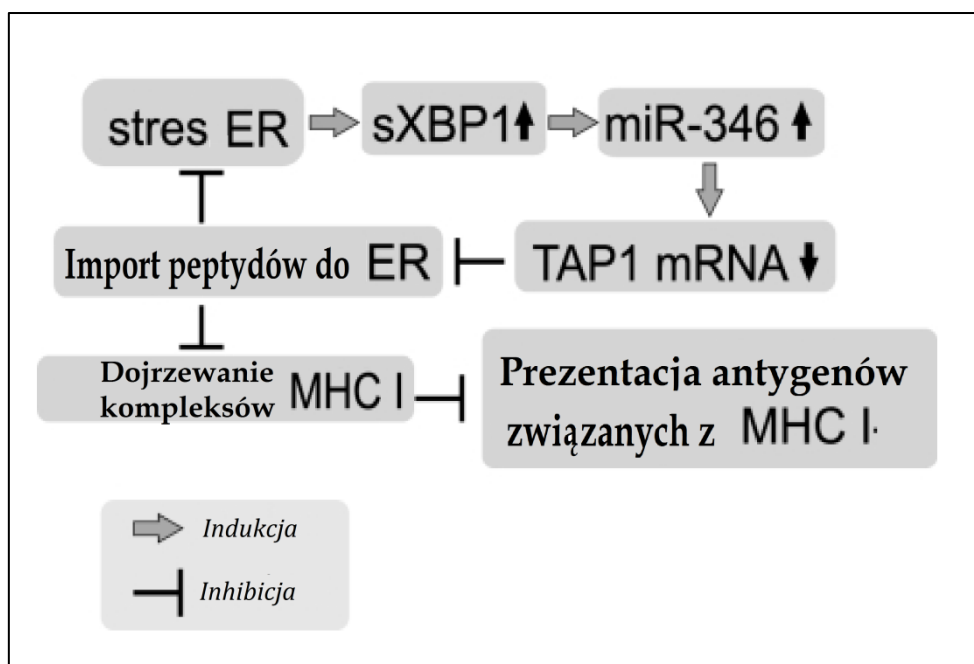 stres ER
sXBP1⬆
miR-346⬆
Import peptydów do ER
TAP1 mRNA⬇
Dojrzewanie
kompleksów MHC I
Prezentacja antygenów
związanych z MHC I.
Indukcja
Inhibicja